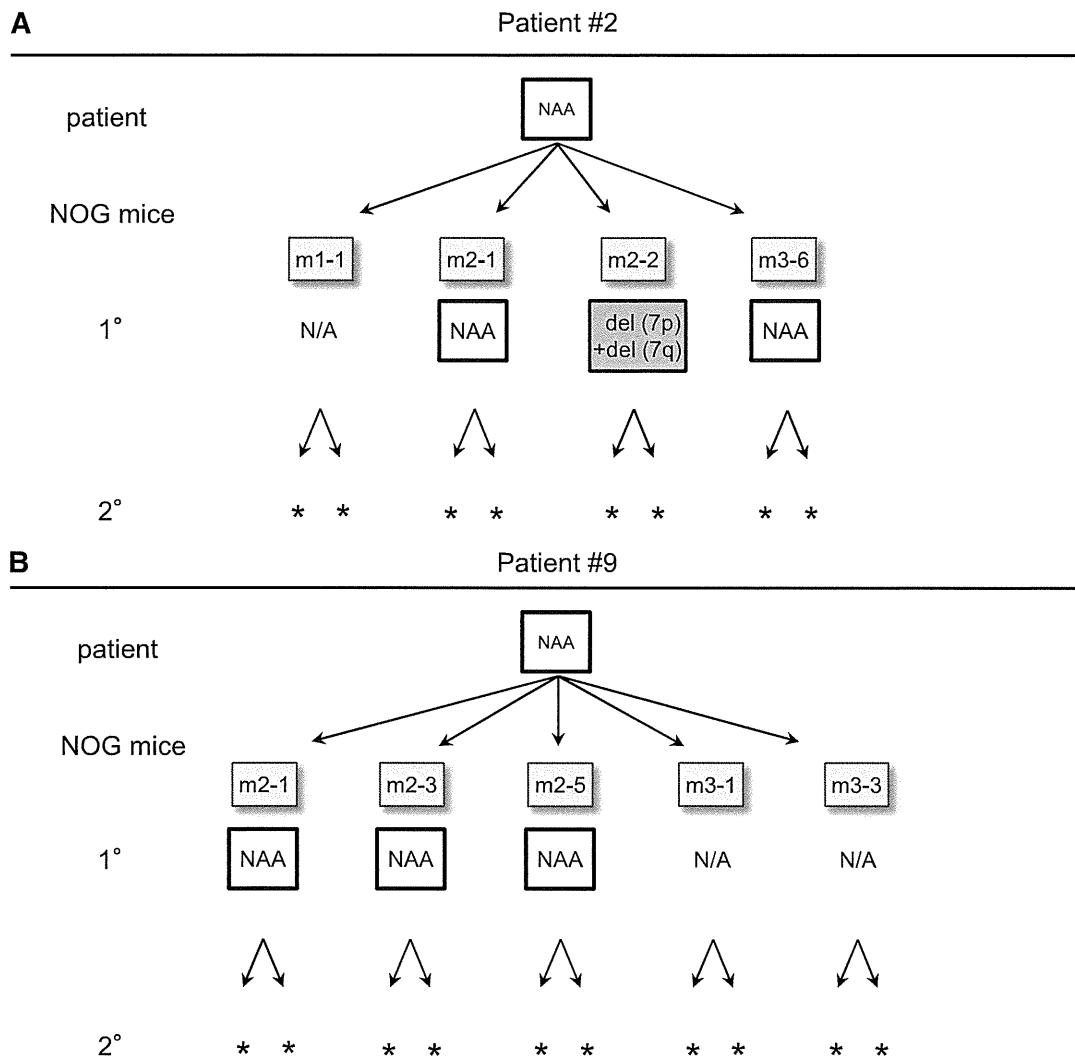 A Patient #2
patient NAA
NOG mice
m1-1 m2-1 m2-2 m3-6
1° N/A NAA del (7p) +del (7q) NAA
2° * * * * * * * *
B Patient #9
patient NAA
NOG mice
m2-1 m2-3 m2-5 m3-1 m3-3
1° NAA NAA NAA N/A N/A
2° * * * * * * * * * *